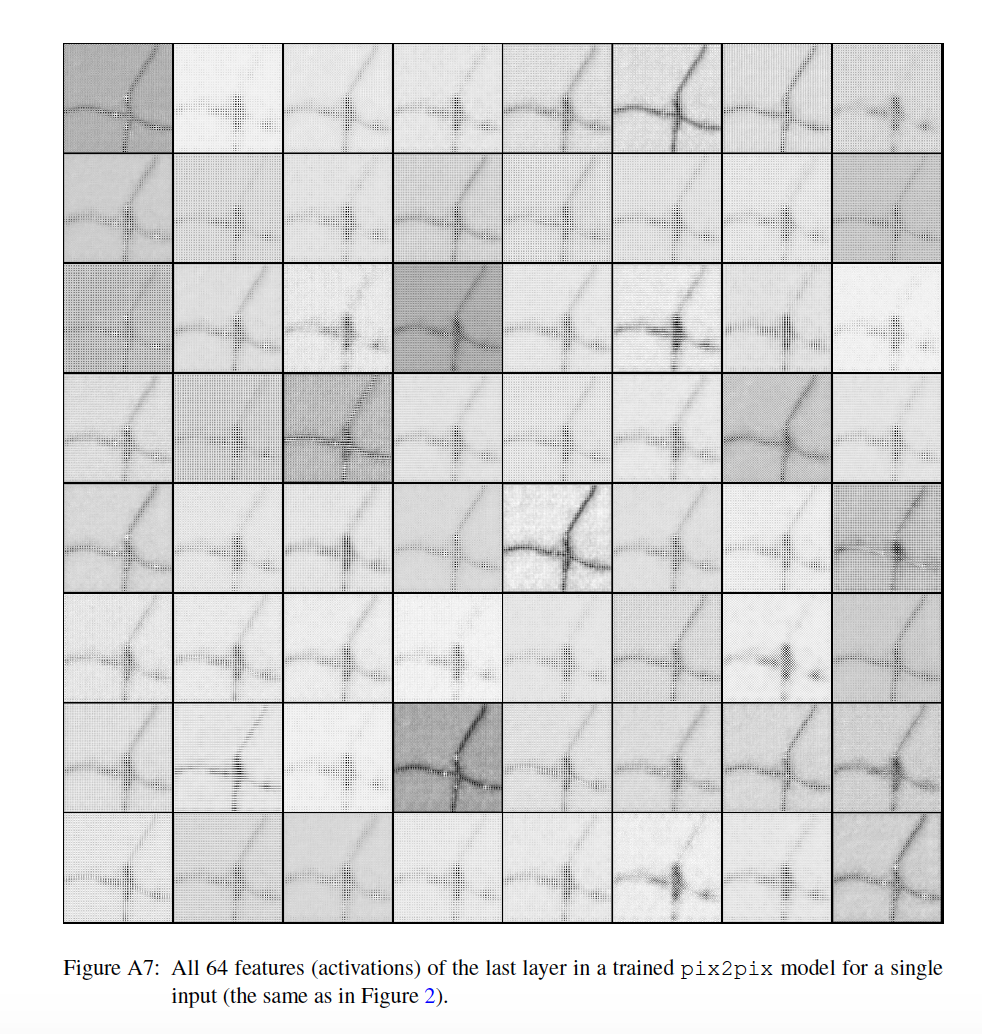 Figure A7: All 64 features (activations) of the last layer in a trained pix2pix model for a single
input (the same as in Figure 2).